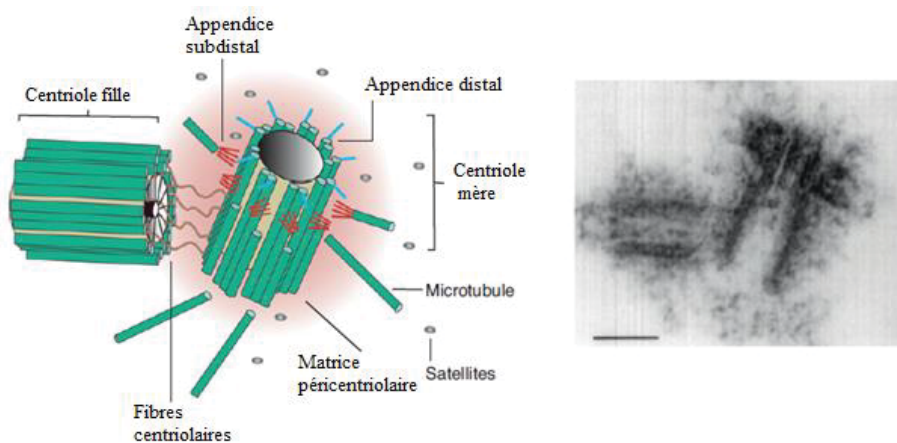 Appendice
subdistal
Appendice distal
Centriole fille
Centriole
mère
Microtubule
Satellites
Matrice
péricentriolaire
Fibres
centriolaires